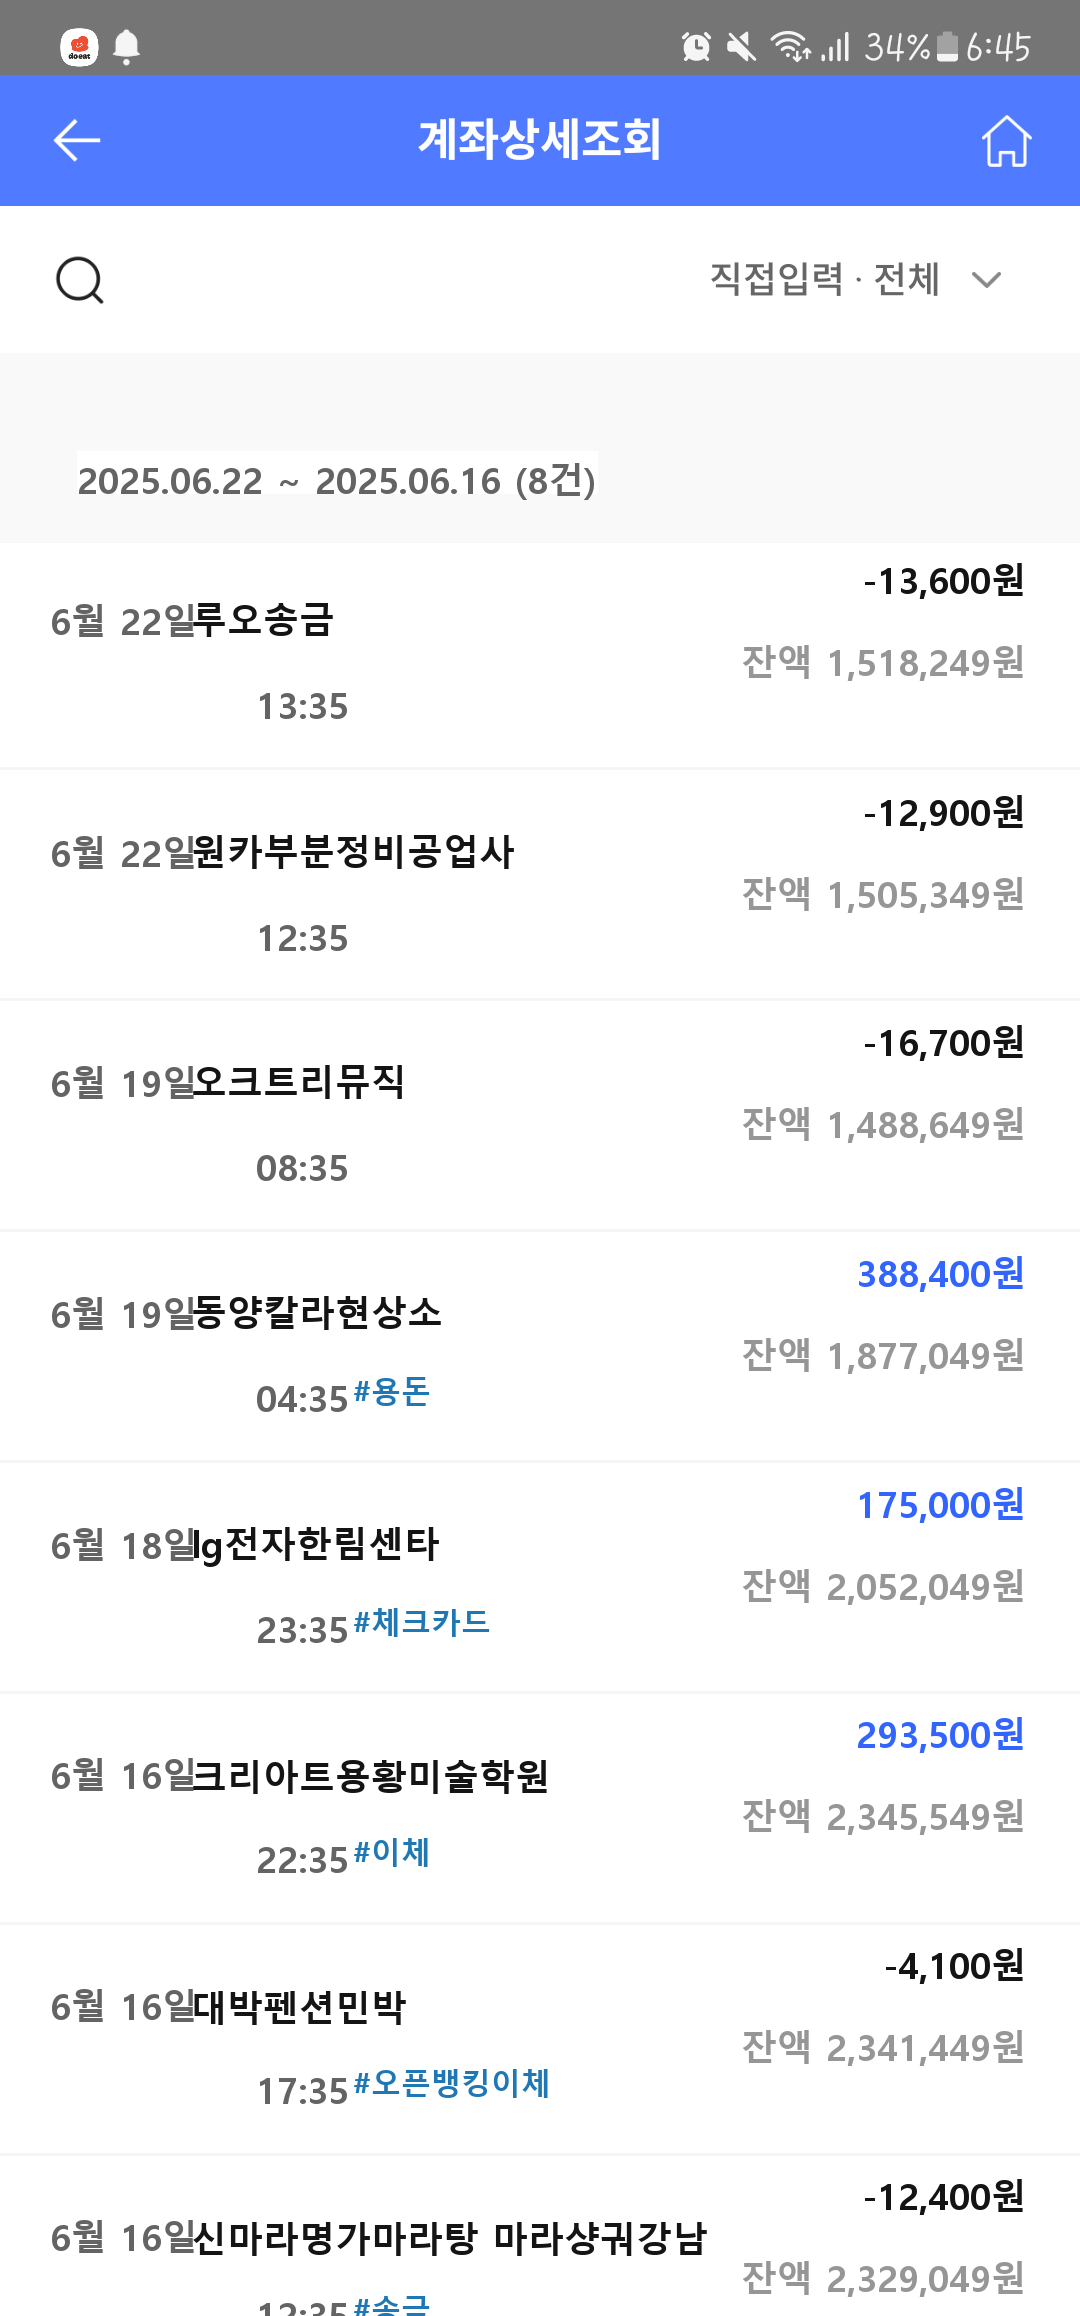 doeat
34% 6:45
계좌상세조회
직접입력 · 전체
2025.06.22 ~ 2025.06.16 (8건)
-13,600원
6월 22일 루오송금
잔액 1,518,249원
13:35
-12,900원
6월 22일 원카부분정비공업사
잔액 1,505,349원
12:35
-16,700원
6월 19일 오크트리뮤직
잔액 1,488,649원
08:35
388,400원
6월 19일 동양칼라현상소
잔액 1,877,049원
04:35 #용돈
175,000원
6월 18일 lg전자한림센타
잔액 2,052,049원
23:35 #체크카드
293,500원
6월 16일 크리아트용황미술학원
잔액 2,345,549원
22:35 #이체
-4,100원
6월 16일 대박펜션민박
잔액 2,341,449원
17:35 #오픈뱅킹이체
-12,400원
6월 16일 신마라명가마라탕 마라샹궈강남
잔액 2,329,049원
12:35 #송금